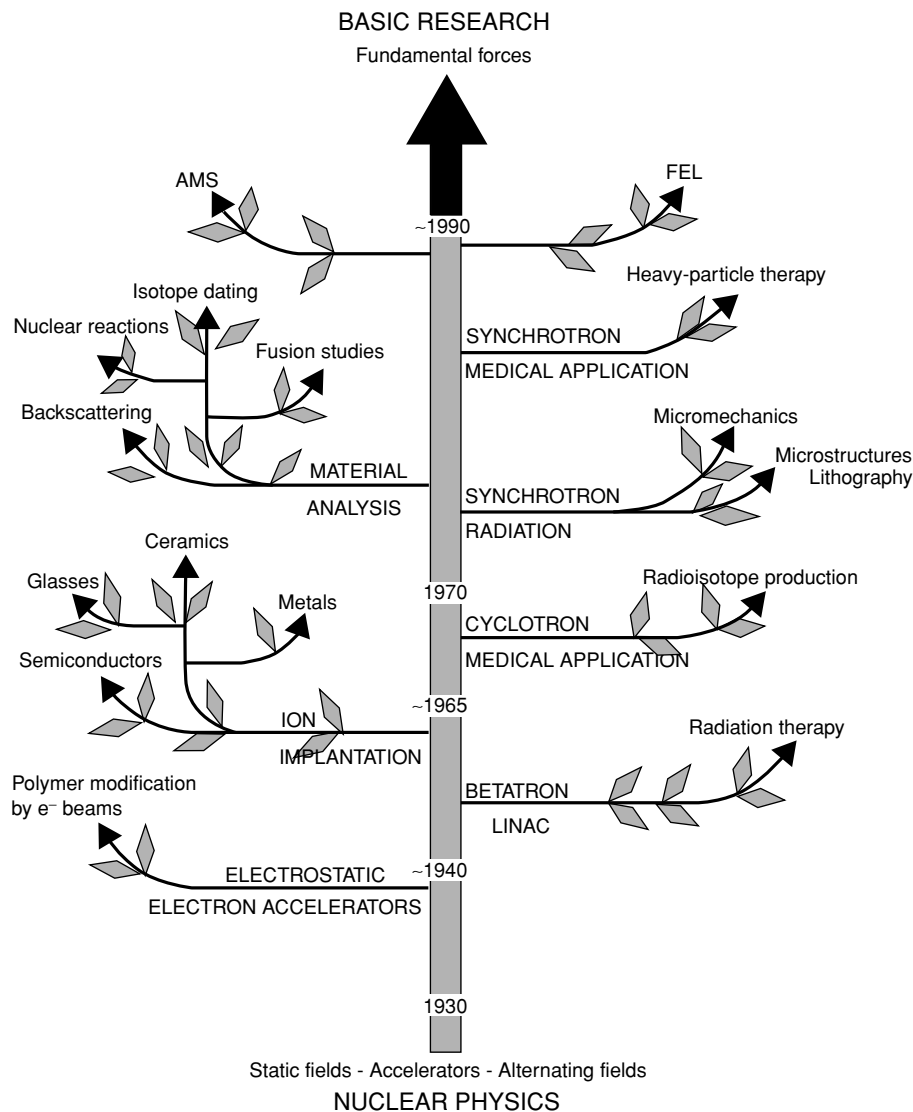 BASIC RESEARCH
Fundamental forces
AMS
FEL
~1990
Heavy-particle therapy
Isotope dating
Nuclear reactions
SYNCHROTRON
Fusion studies
MEDICAL APPLICATION
Backscattering
Micromechanics
Microstructures
Lithography
MATERIAL
ANALYSIS
SYNCHROTRON
RADIATION
Ceramics
Glasses
Metals
1970
Radioisotope production
CYCLOTRON
MEDICAL APPLICATION
Semiconductors
~1965
ION
IMPLANTATION
Radiation therapy
Polymer modification
by e⁻ beams
BETATRON
LINAC
~1940
ELECTROSTATIC
ELECTRON ACCELERATORS
1930
Static fields - Accelerators - Alternating fields
NUCLEAR PHYSICS